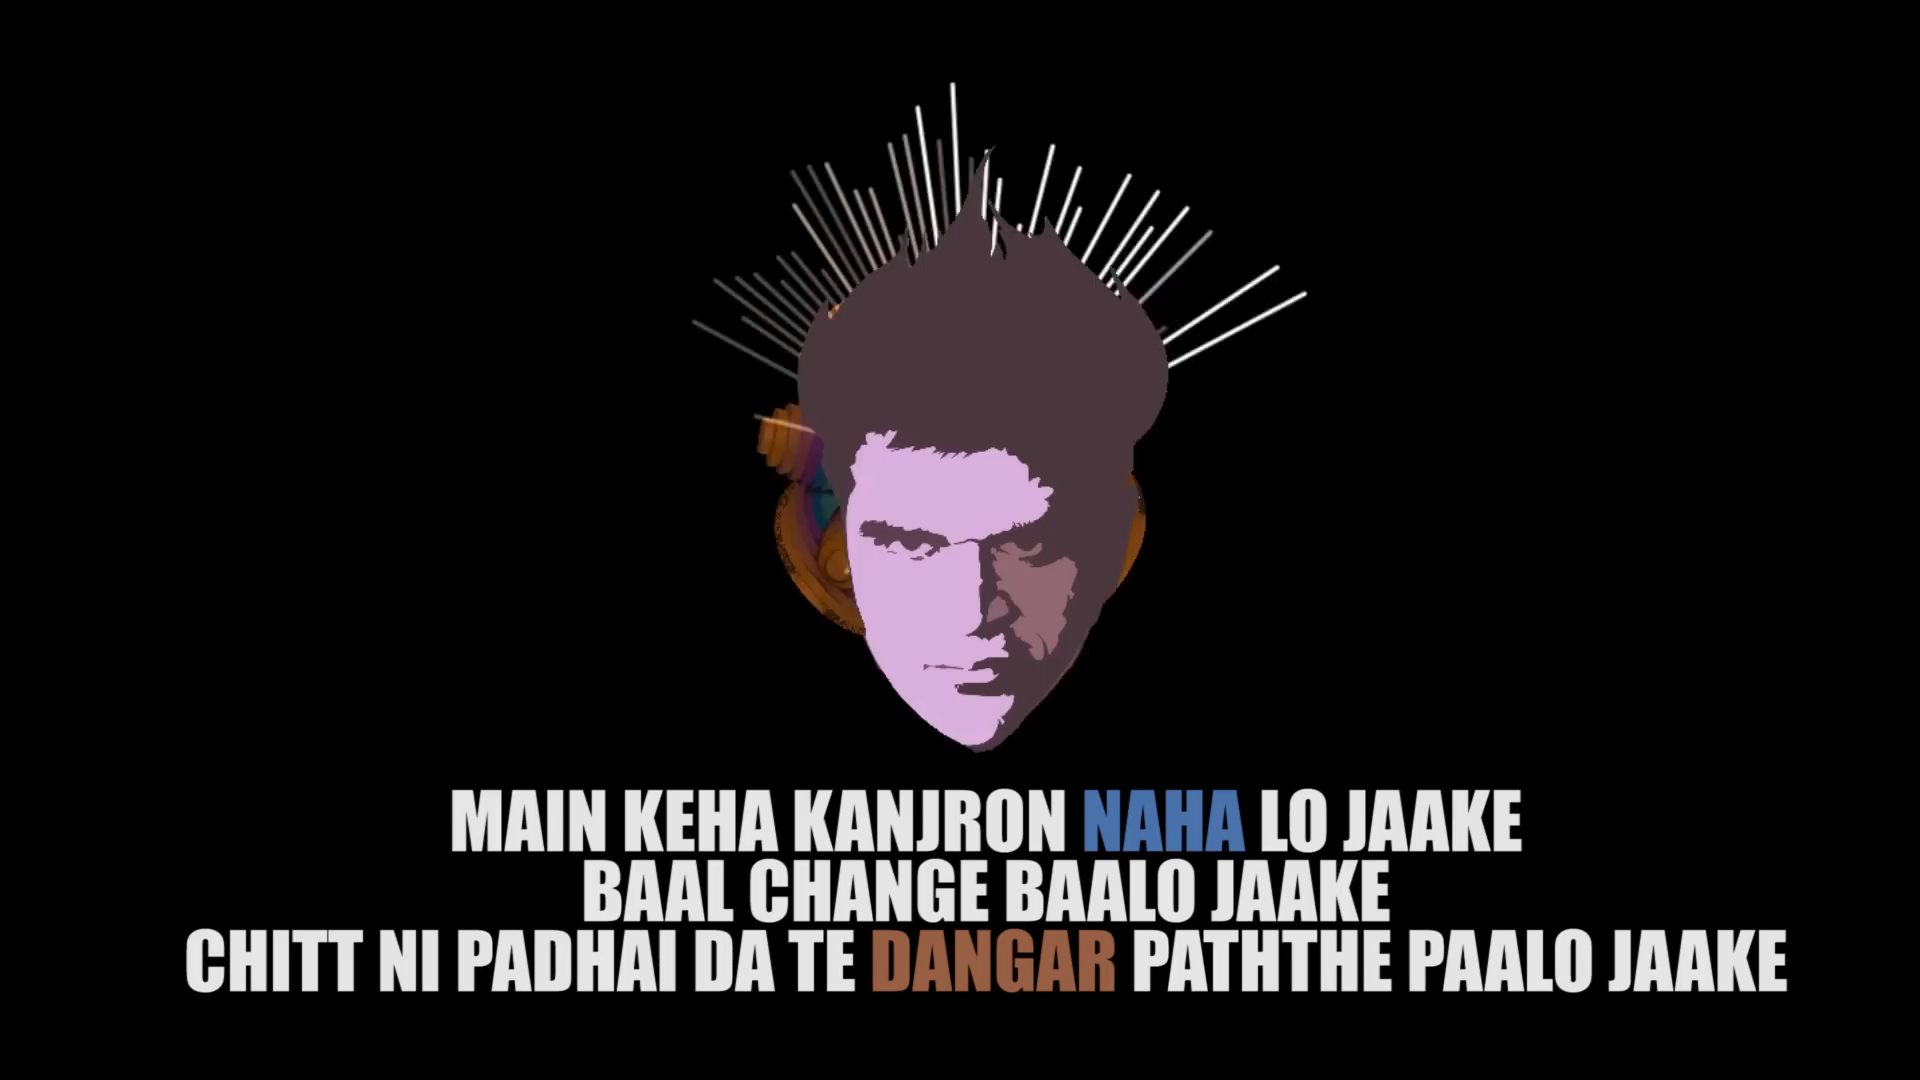 MAIN KEHA KANJRON NAHA LO JAAKE
BAAL CHANGE BAALO JAAKE
CHITT NI PADHAI DA TE DANGAR PATHTHE PAALO JAAKE